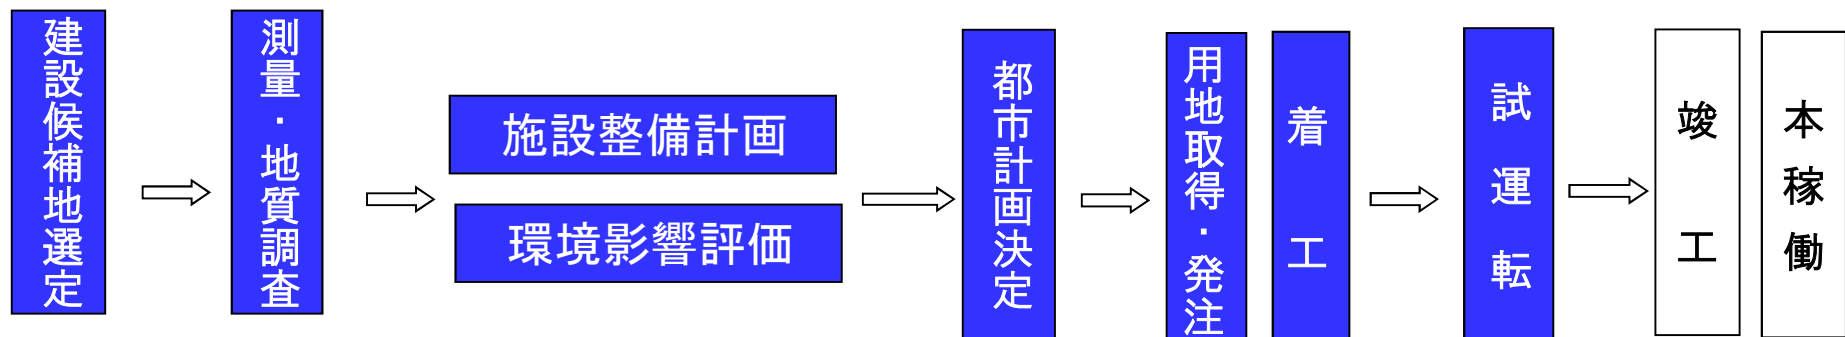 建設候補地選定
測量・地質調査
施設整備計画
環境影響評価
都市計画決定
用地取得・発注
着工
試運転
竣工
本稼働